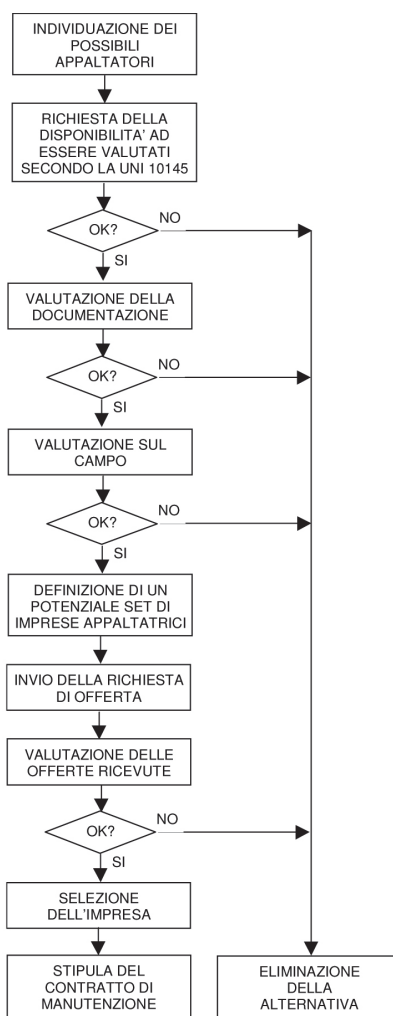 INDIVIDUAZIONE DEI
POSSIBILI
APPALTATORI
RICHIESTA DELLA
DISPONIBILITA' AD
ESSERE VALUTATI
SECONDO LA UNI 10145
OK?
NO
SI
VALUTAZIONE DELLA
DOCUMENTAZIONE
OK?
NO
SI
VALUTAZIONE SUL
CAMPO
OK?
NO
SI
DEFINIZIONE DI UN
POTENZIALE SET DI
IMPRESE APPALTATRICI
INVIO DELLA RICHIESTA
DI OFFERTA
VALUTAZIONE DELLE
OFFERTE RICEVUTE
OK?
NO
SI
SELEZIONE
DELL'IMPRESA
STIPULA DEL
CONTRATTO DI
MANUTENZIONE
ELIMINAZIONE
DELLA
ALTERNATIVA